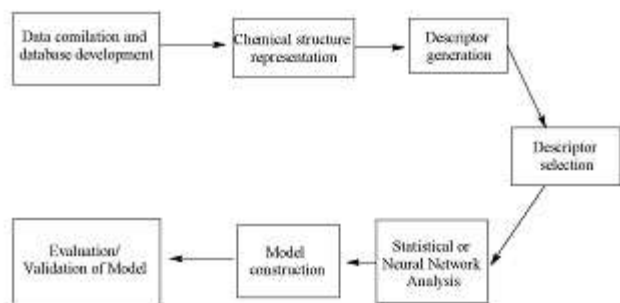 Data comilation and
database development
Chemical structure
representation
Descriptor
generation
Descriptor
selection
Statistical or
Neural Network
Analysis
Model
construction
Evaluation/
Validation of Model